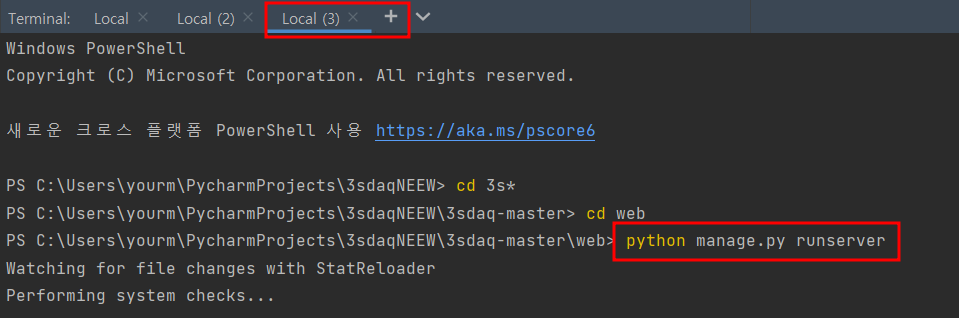 Terminal: Local × Local (2) × Local (3) × +
Windows PowerShell
Copyright (C) Microsoft Corporation. All rights reserved.
새로운 크로스 플랫폼 PowerShell 사용 https://aka.ms/pscore6
PS C:\Users\yourm\PycharmProjects\3sdaqNEEW> cd 3s*
PS C:\Users\yourm\PycharmProjects\3sdaqNEEW\3sdaq-master> cd web
PS C:\Users\yourm\PycharmProjects\3sdaqNEEW\3sdaq-master\web> python manage.py runserver
Watching for file changes with StatReloader
Performing system checks...